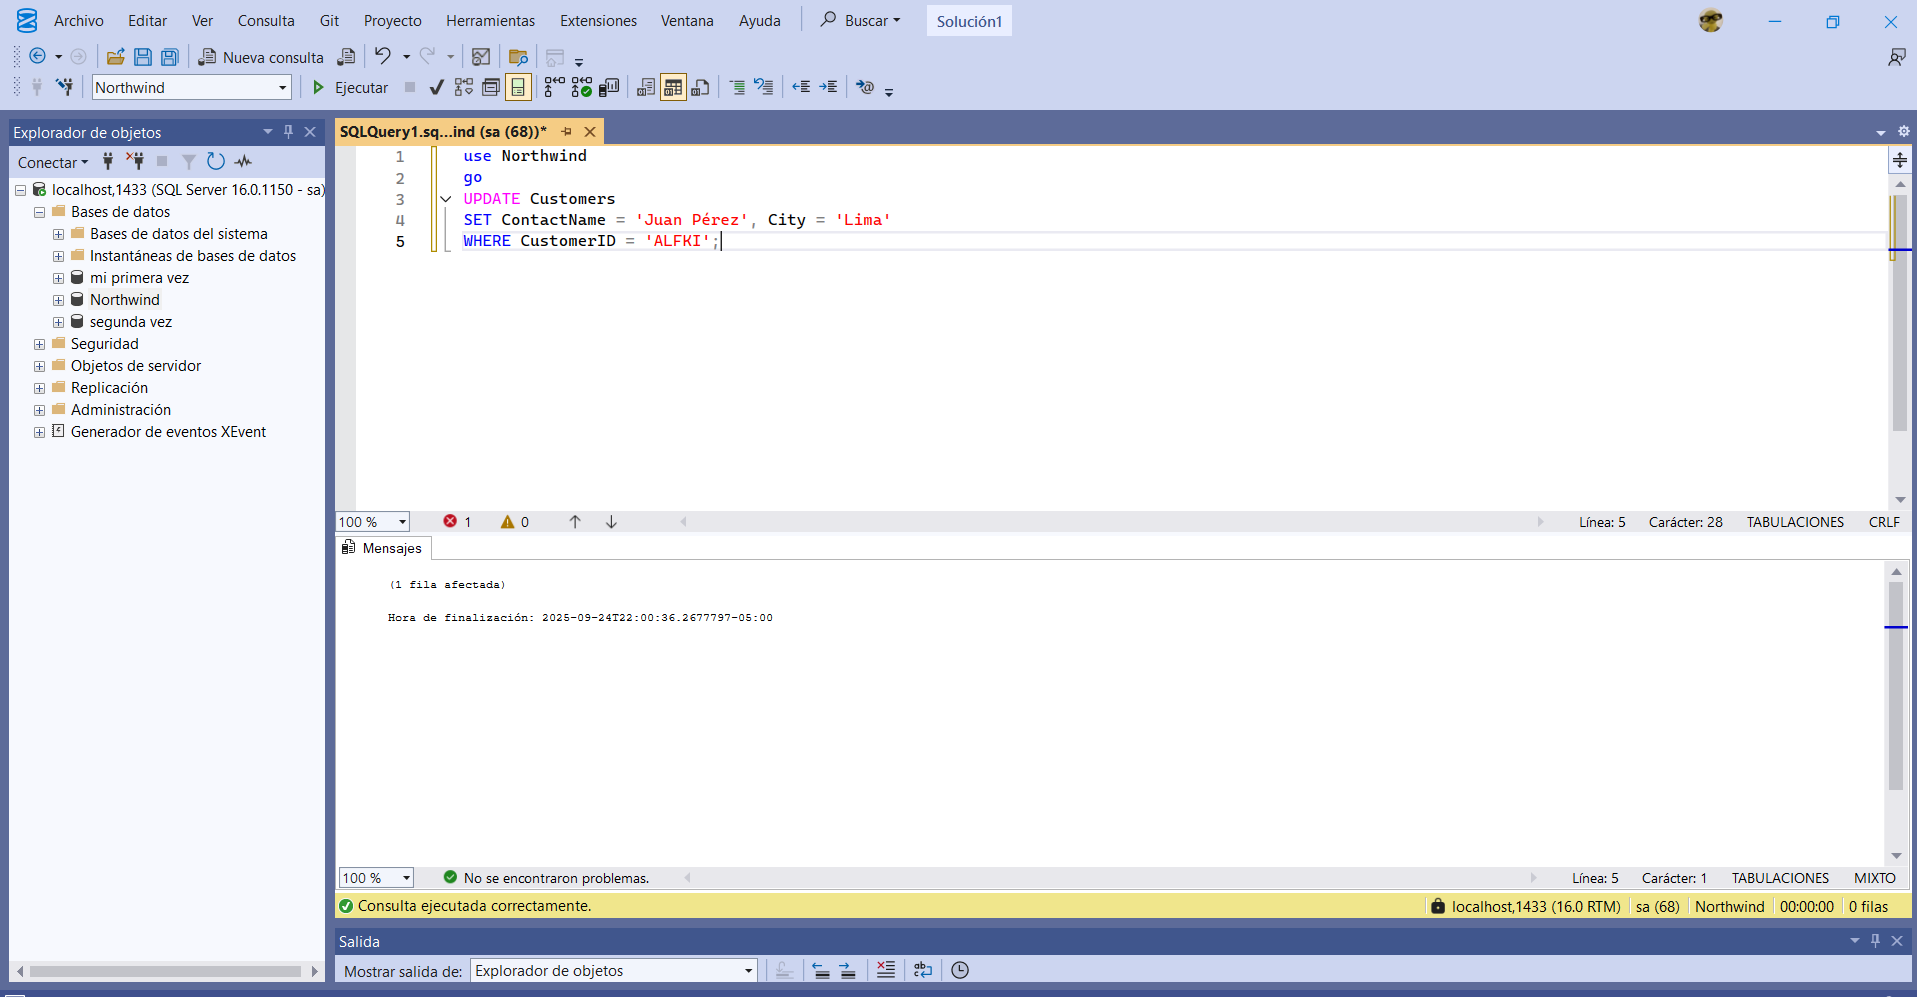 Archivo Editar Ver Consulta Git Proyecto Herramientas Extensiones Ventana Ayuda Buscar Solución1
Nueva consulta
Northwind Ejecutar
Explorador de objetos
Conectar
localhost,1433 (SQL Server 16.0.1150 - sa)
Bases de datos
Bases de datos del sistema
Instantáneas de bases de datos
mi primera vez
Northwind
segunda vez
Seguridad
Objetos de servidor
Replicación
Administración
Generador de eventos XEvent
SQLQuery1.sq...ind (sa (68))*
1 use Northwind
2 go
3 UPDATE Customers
4 SET ContactName = 'Juan Pérez', City = 'Lima'
5 WHERE CustomerID = 'ALFKI';
100 % 1 0 Línea: 5 Carácter: 28 TABULACIONES CRLF
Mensajes
(1 fila afectada)
Hora de finalización: 2025-09-24T22:00:36.2677797-05:00
100 % No se encontraron problemas. Línea: 5 Carácter: 1 TABULACIONES MIXTO
Consulta ejecutada correctamente. localhost,1433 (16.0 RTM) sa (68) Northwind 00:00:00 0 filas
Salida
Mostrar salida de: Explorador de objetos